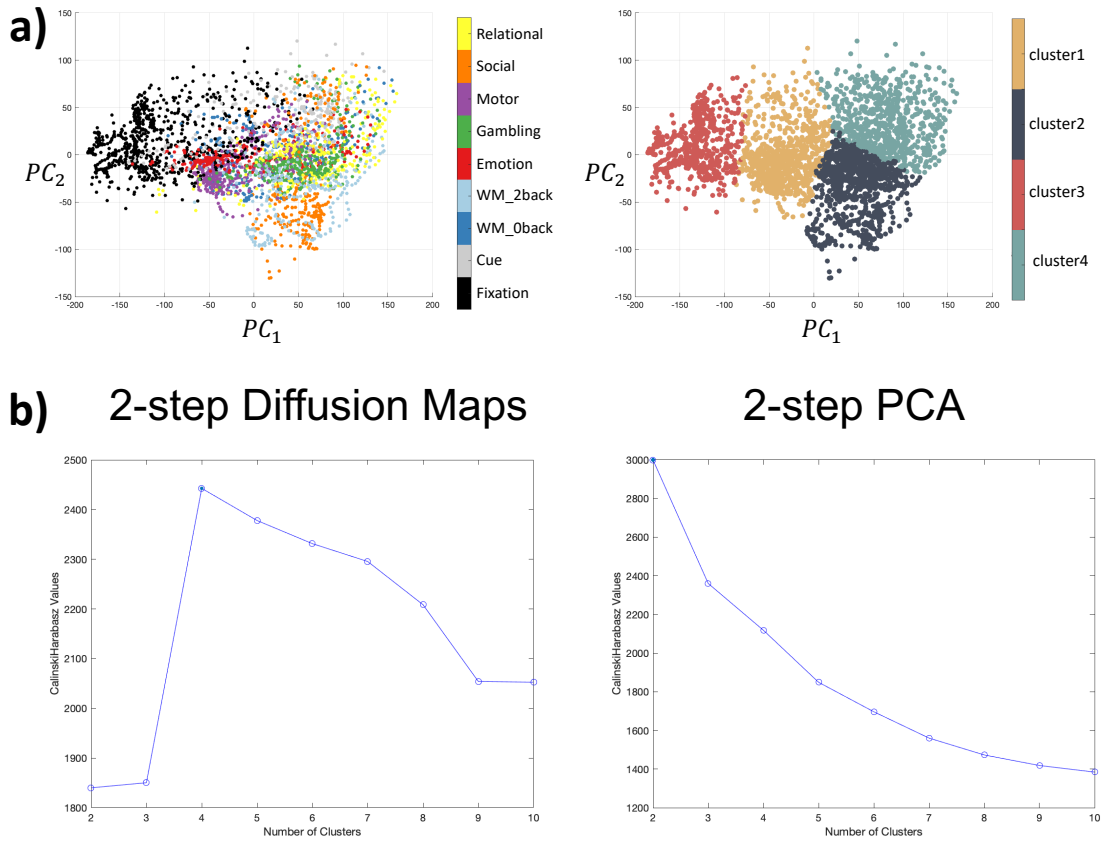 a)
150
100
50
0
-50
-100
-150
PC2
-200 -150 -100 -50 0 50 100 150 200
PC1
Relational
Social
Motor
Gambling
Emotion
WM_2back
WM_0back
Cue
Fixation
150
100
50
0
-50
-100
-150
PC2
-200 -150 -100 -50 0 50 100 150 200
PC1
cluster1
cluster2
cluster3
cluster4
b)
2-step Diffusion Maps
2500
2400
2300
2200
2100
2000
1900
1800
CalinskiHarabasz Values
2 3 4 5 6 7 8 9 10
Number of Clusters
2-step PCA
3000
2800
2600
2400
2200
2000
1800
1600
1400
1200
CalinskiHarabasz Values
2 3 4 5 6 7 8 9 10
Number of Clusters